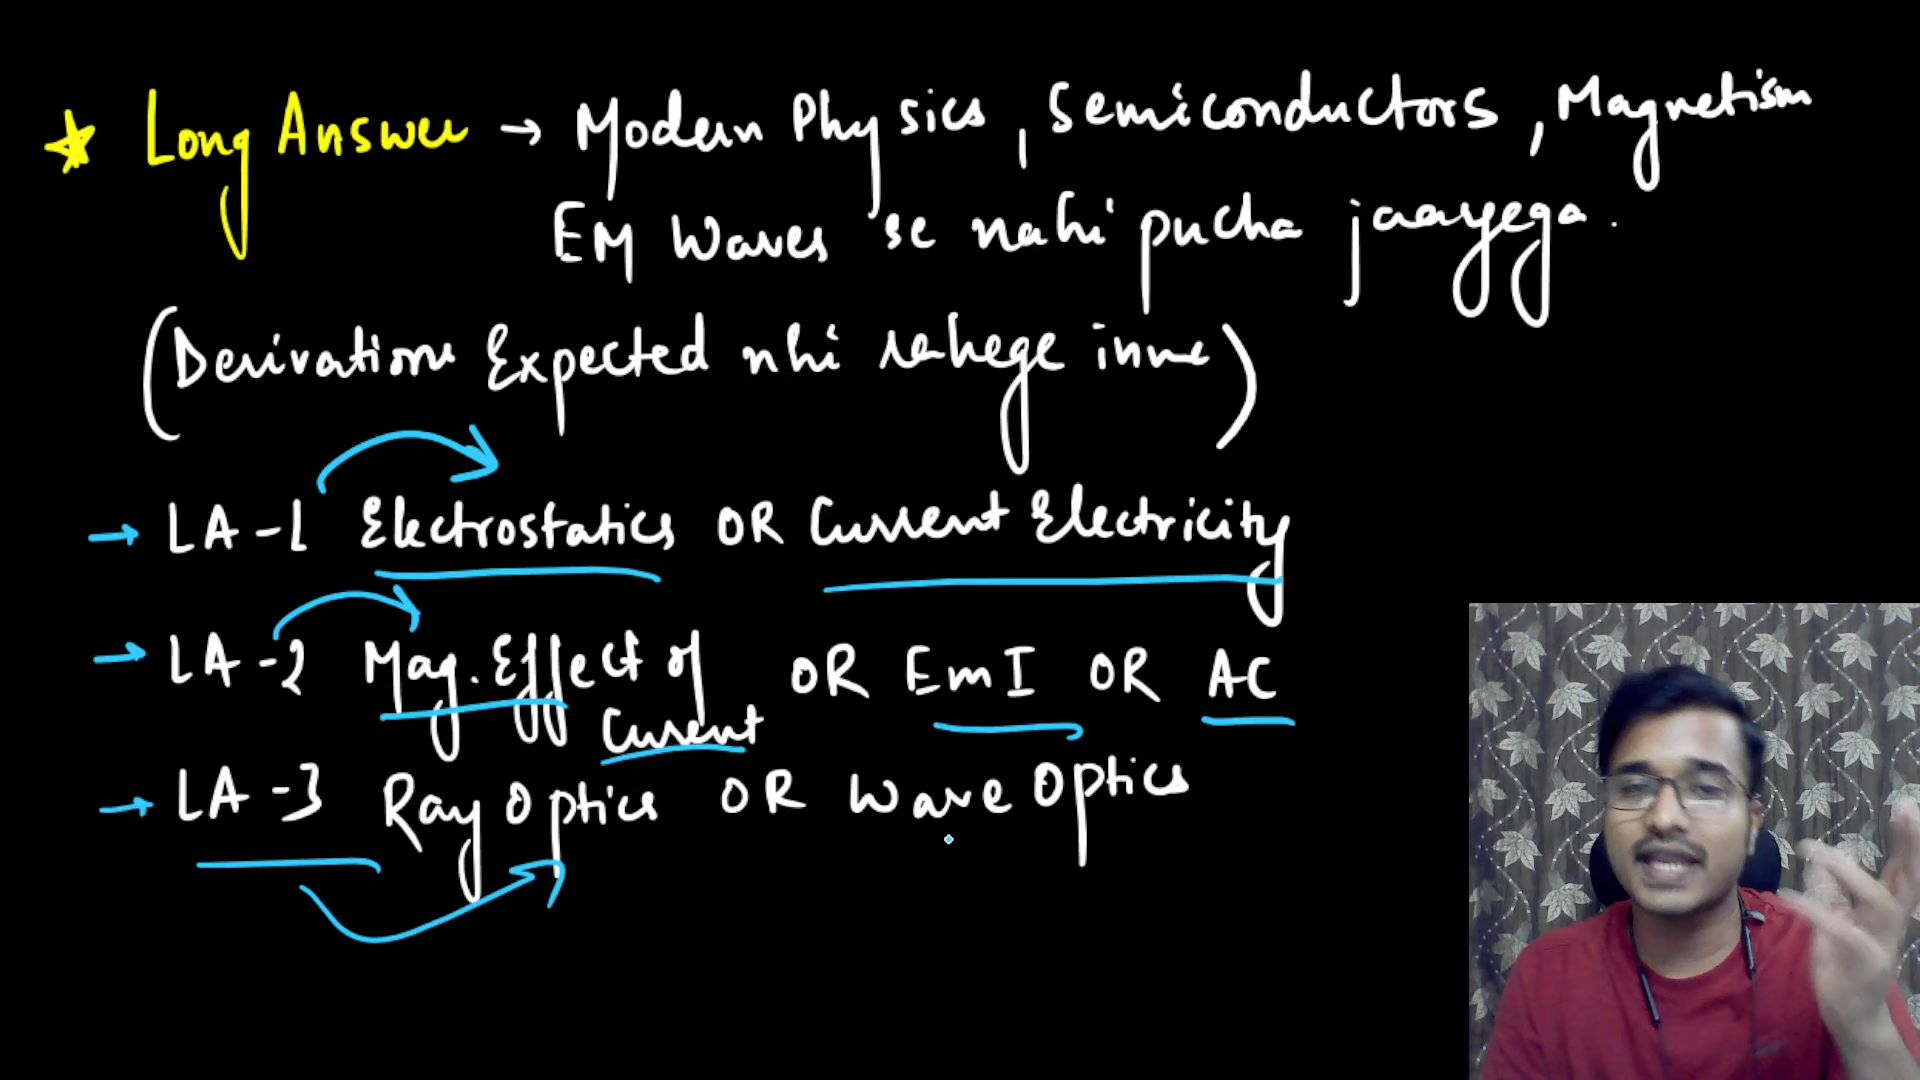 Long Answer → Modern Physics, Semiconductors, Magnetism
EM Waves se nahi pucha jaayega.
(Derivation Expected nhi rahege inme)
→ LA-1 Electrostatics OR Current Electricity
→ LA-2 Mag. Effect of Current OR EmI OR AC
→ LA-3 Ray Optics OR Wave Optics